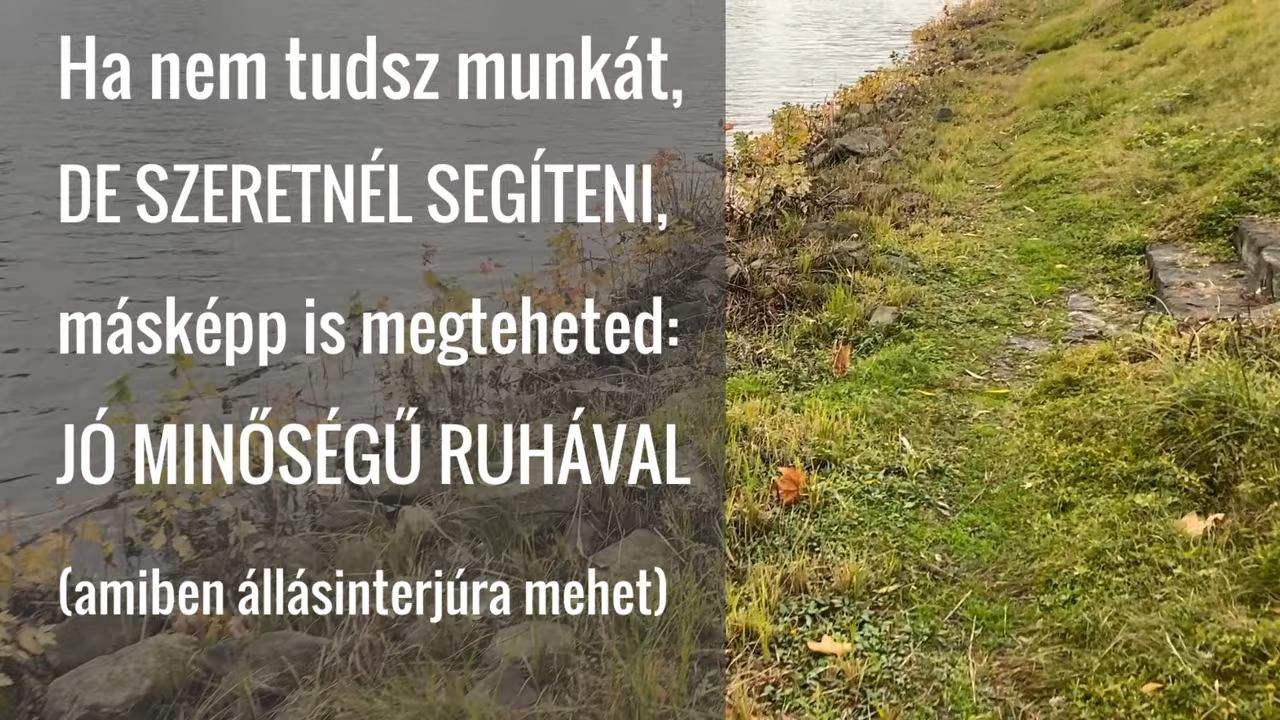 Ha nem tudsz munkát,
DE SZERETNÉL SEGÍTENI,
másképp is megteheted:
JÓ MINŐSÉGŰ RUHÁVAL
(amiben állásinterjúra mehet)